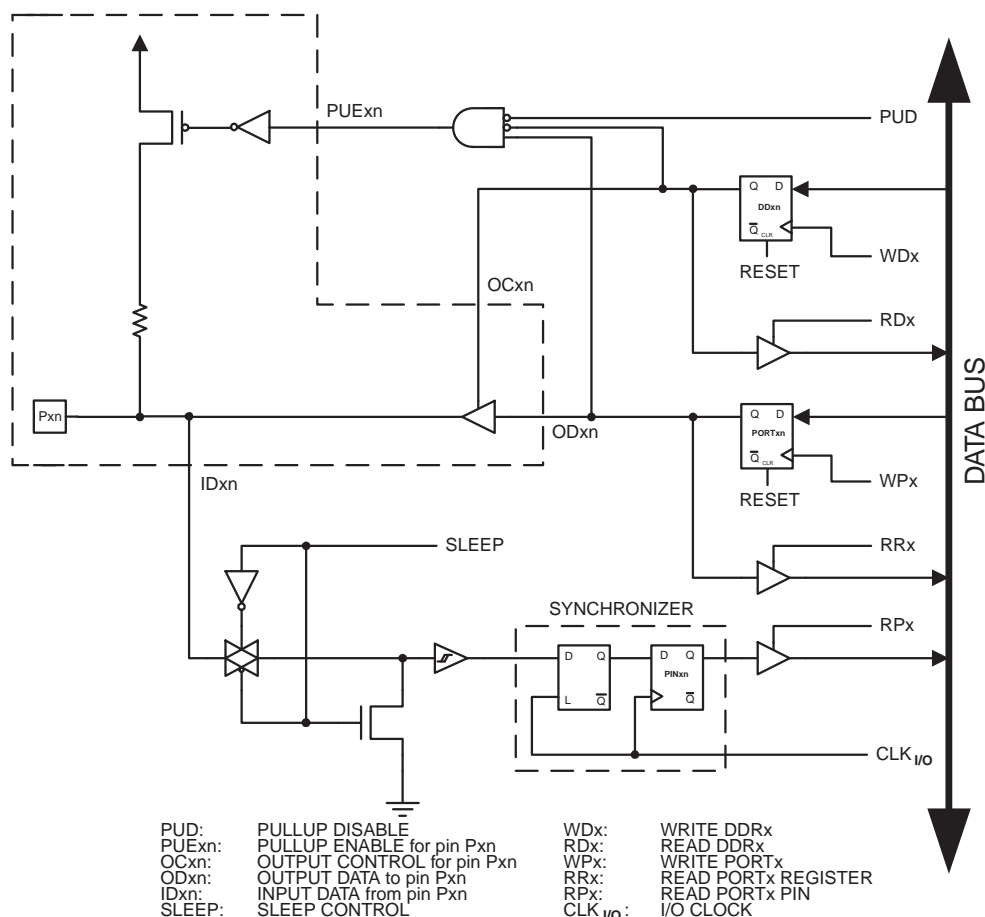 PUExn
PUD
Q D
DDxn
Q CLR
WDx
RESET
OCxn
RDx
Pxn
ODxn
Q D
PORTxn
Q CLR
WPx
RESET
IDxn
DATA BUS
SLEEP
RRx
SYNCHRONIZER
RPx
D Q
L Q
D Q
PINxn
Q
CLK I/O
PUD: PULLUP DISABLE
PUExn: PULLUP ENABLE for pin Pxn
OCxn: OUTPUT CONTROL for pin Pxn
ODxn: OUTPUT DATA to pin Pxn
IDxn: INPUT DATA from pin Pxn
SLEEP: SLEEP CONTROL
WDx: WRITE DDRx
RDx: READ DDRx
WPx: WRITE PORTx
RRx: READ PORTx REGISTER
RPx: READ PORTx PIN
CLK I/O: I/O CLOCK